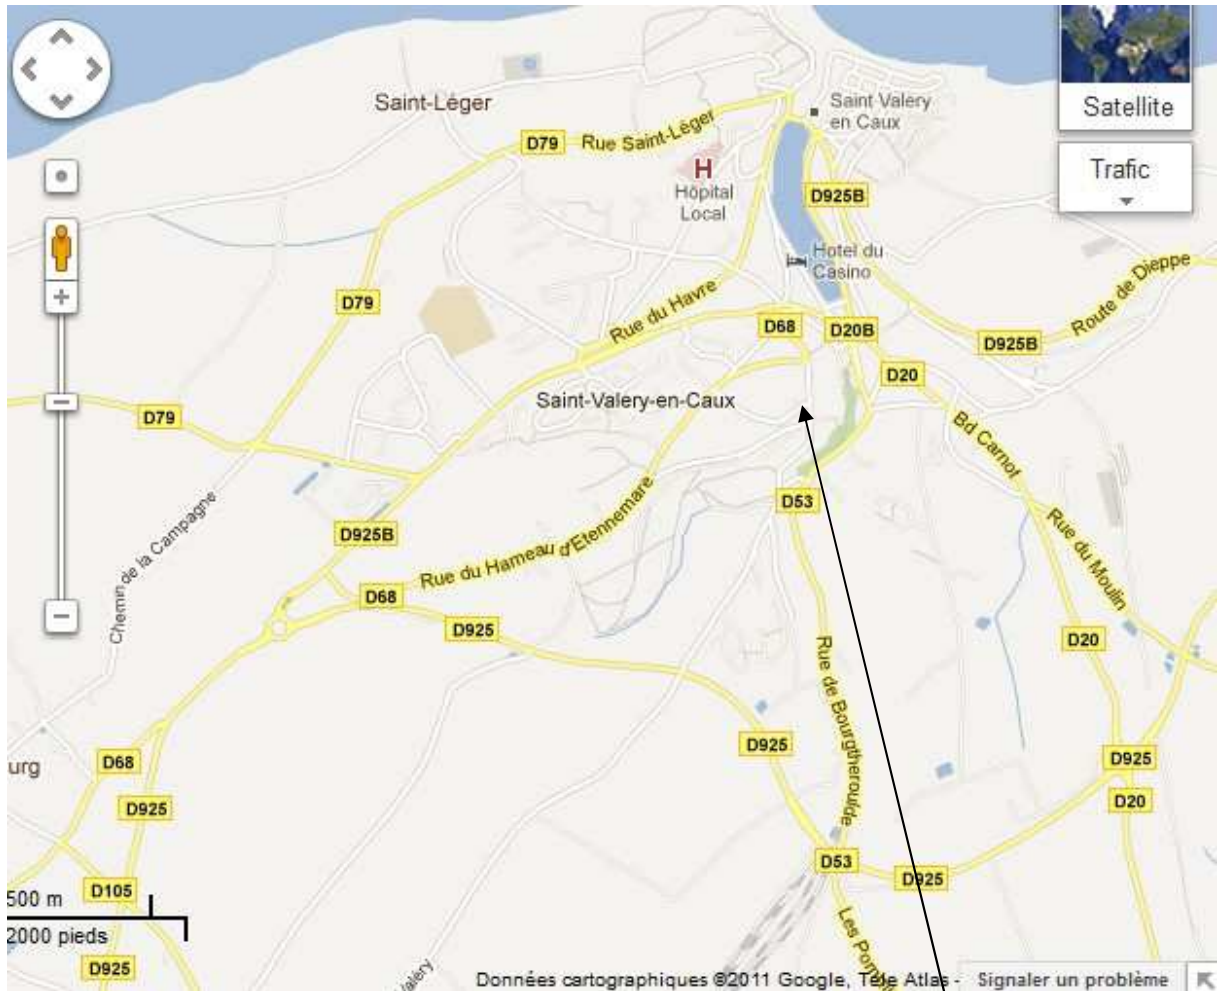 Saint-Léger
Satellite
Trafic
Saint Valery
en Caux
D79
Rue Saint-Léger
H
Hôpital
Local
D925B
Hotel du
Casino
Route de Dieppe
D79
Rue du Havre
D68
D20B
D925B
D20
D79
Saint-Valery-en-Caux
Bd Carnot
D53
Chemin de la Campagne
D925B
Rue du Hameau d'Etennemare
Rue du Moulin
D68
D925
D20
Rue de Bourgtheroulde
urg
D68
D925
D925
D925
D20
D53
D925
D105
500 m
2000 pieds
D925
Valéry
Les
Données cartographiques ©2011 Google, Tele Atlas -
Signaler un problème